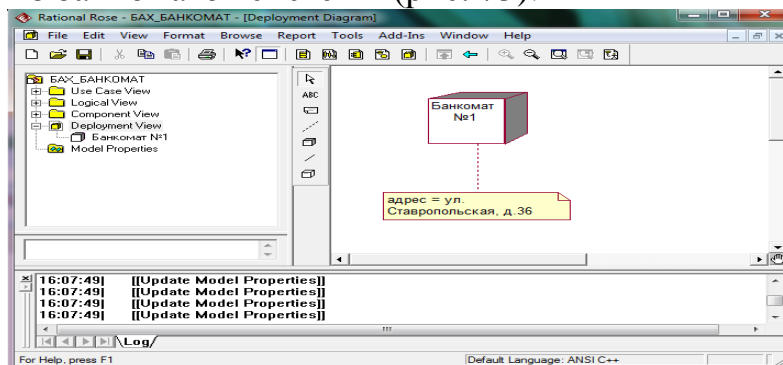 Rational Rose - БАХ_БАНКОМАТ - [Deployment Diagram]
File Edit View Format Browse Report Tools Add-Ins Window Help
БАХ_БАНКОМАТ
Use Case View
Logical View
Component View
Deployment View
Банкомат №1
Model Properties
ABC
Банкомат
№1
адрес = ул.
Ставропольская, д.36
16:07:49| [[Update Model Properties]]
16:07:49| [[Update Model Properties]]
16:07:49| [[Update Model Properties]]
16:07:49| [[Update Model Properties]]
Log
For Help, press F1
Default Language: ANSI C++